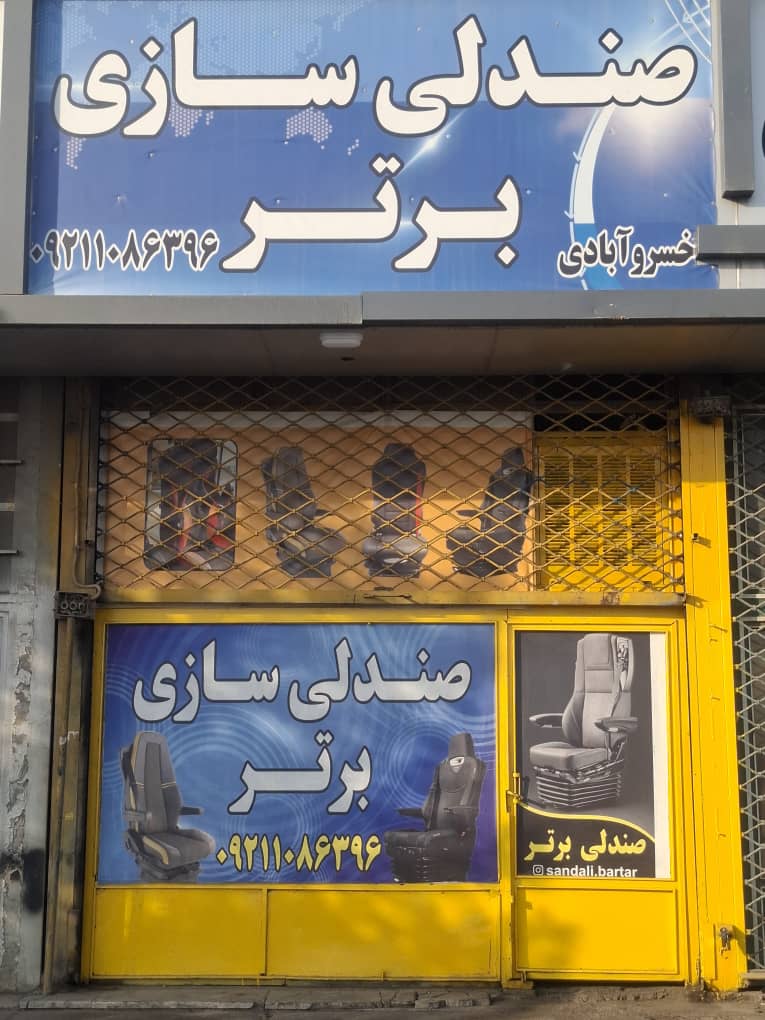 صندلی سازی
برتر
خسروآبادی
۰۹۲۱۱۰۸۶۳۹۶
صندلی سازی
برتر
۰۹۲۱۱۰۸۶۳۹۶
صندلی برتر
sandali.bartar